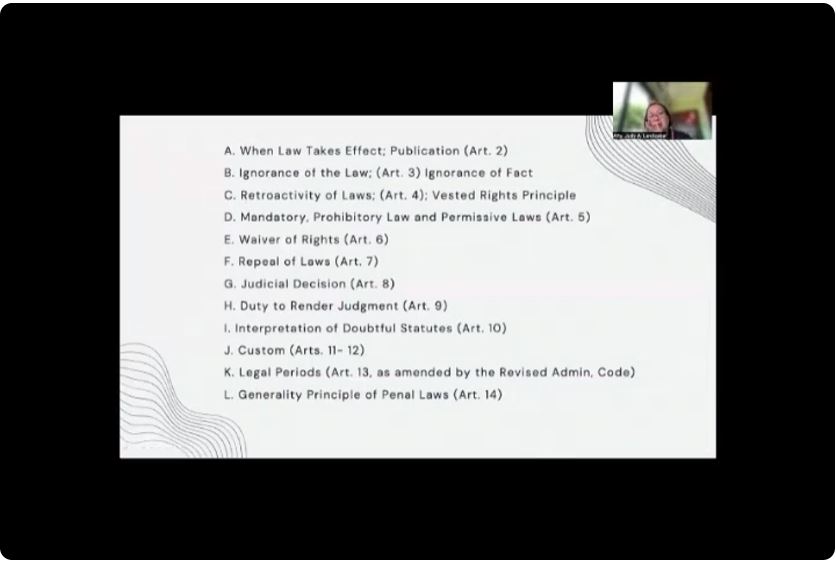 A. When Law Takes Effect; Publication (Art. 2)
B. Ignorance of the Law; (Art. 3) Ignorance of Fact
C. Retroactivity of Laws; (Art. 4); Vested Rights Principle
D. Mandatory, Prohibitory Law and Permissive Laws (Art. 5)
E. Waiver of Rights (Art. 6)
F. Repeal of Laws (Art. 7)
G. Judicial Decision (Art. 8)
H. Duty to Render Judgment (Art. 9)
I. Interpretation of Doubtful Statutes (Art. 10)
J. Custom (Arts. 11- 12)
K. Legal Periods (Art. 13, as amended by the Revised Admin, Code)
L. Generality Principle of Penal Laws (Art. 14)